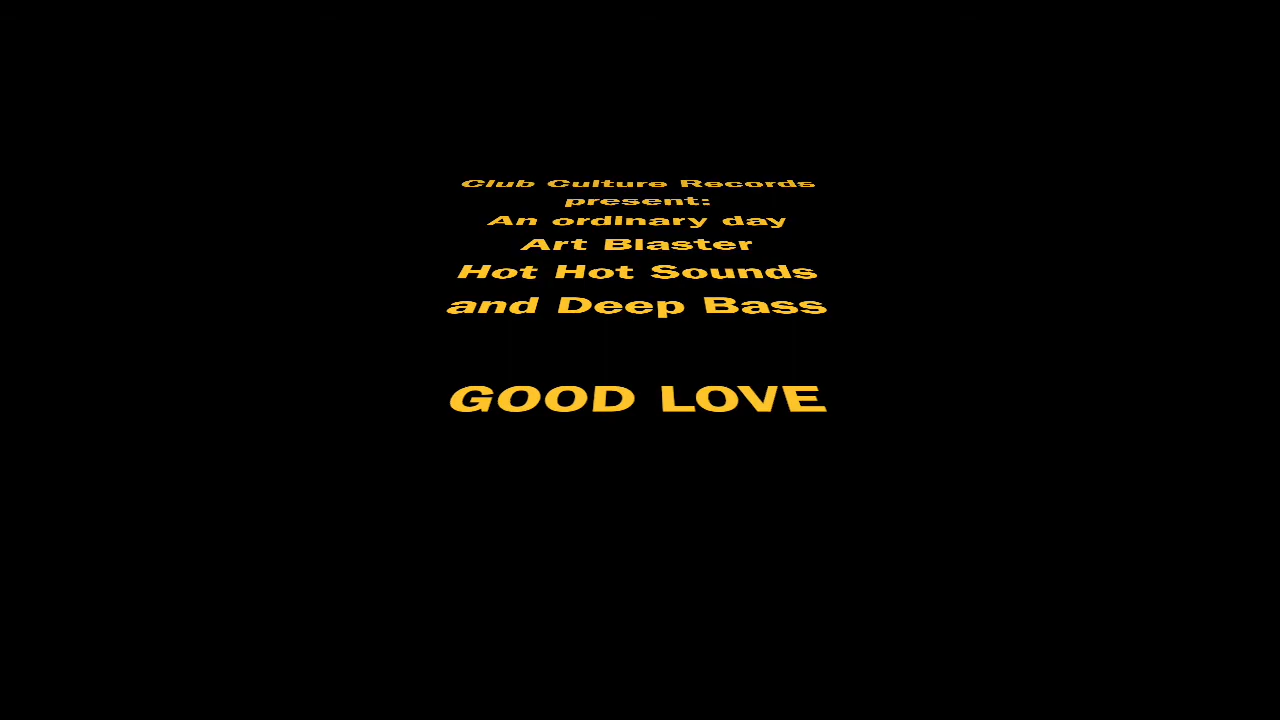 Club Culture Records
present:
An ordinary day
Art Blaster
Hot Hot Sounds
and Deep Bass
GOOD LOVE